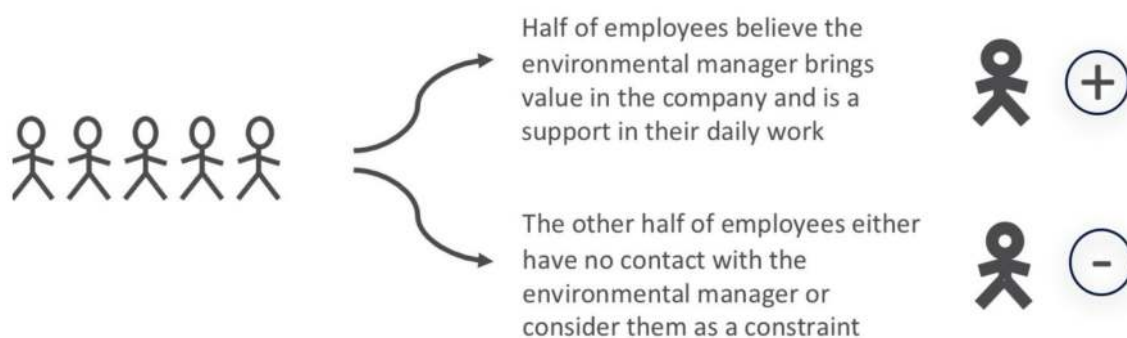 Half of employees believe the
environmental manager brings
value in the company and is a
support in their daily work
+
The other half of employees either
have no contact with the
environmental manager or
consider them as a constraint
-